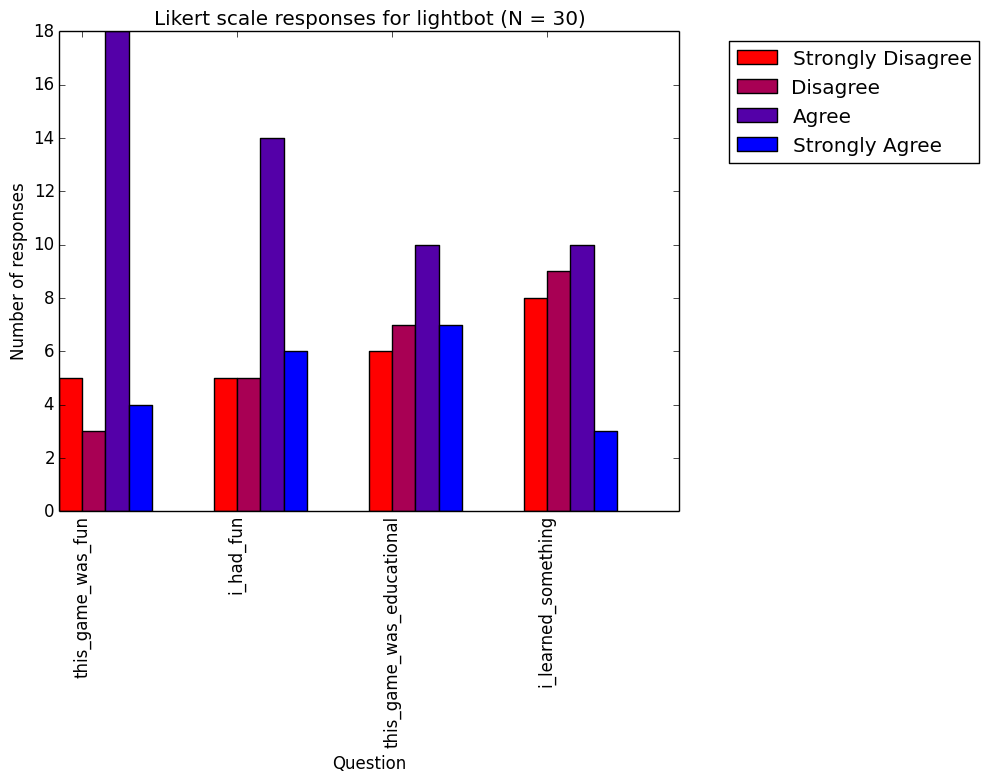 Likert scale responses for lightbot (N = 30)
Strongly Disagree
Disagree
Agree
Strongly Agree
Number of responses
18
16
14
12
10
8
6
4
2
0
this_game_was_fun
i_had_fun
this_game_was_educational
i_learned_something
Question